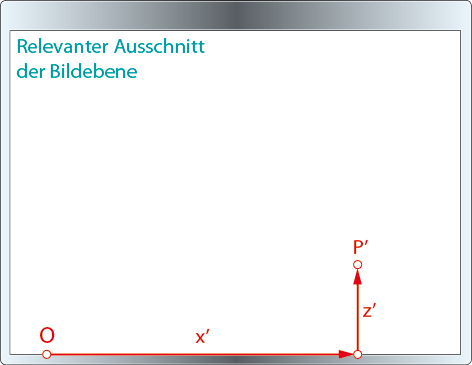 Relevanter Ausschnitt
der Bildebene
P’
z’
O
x’